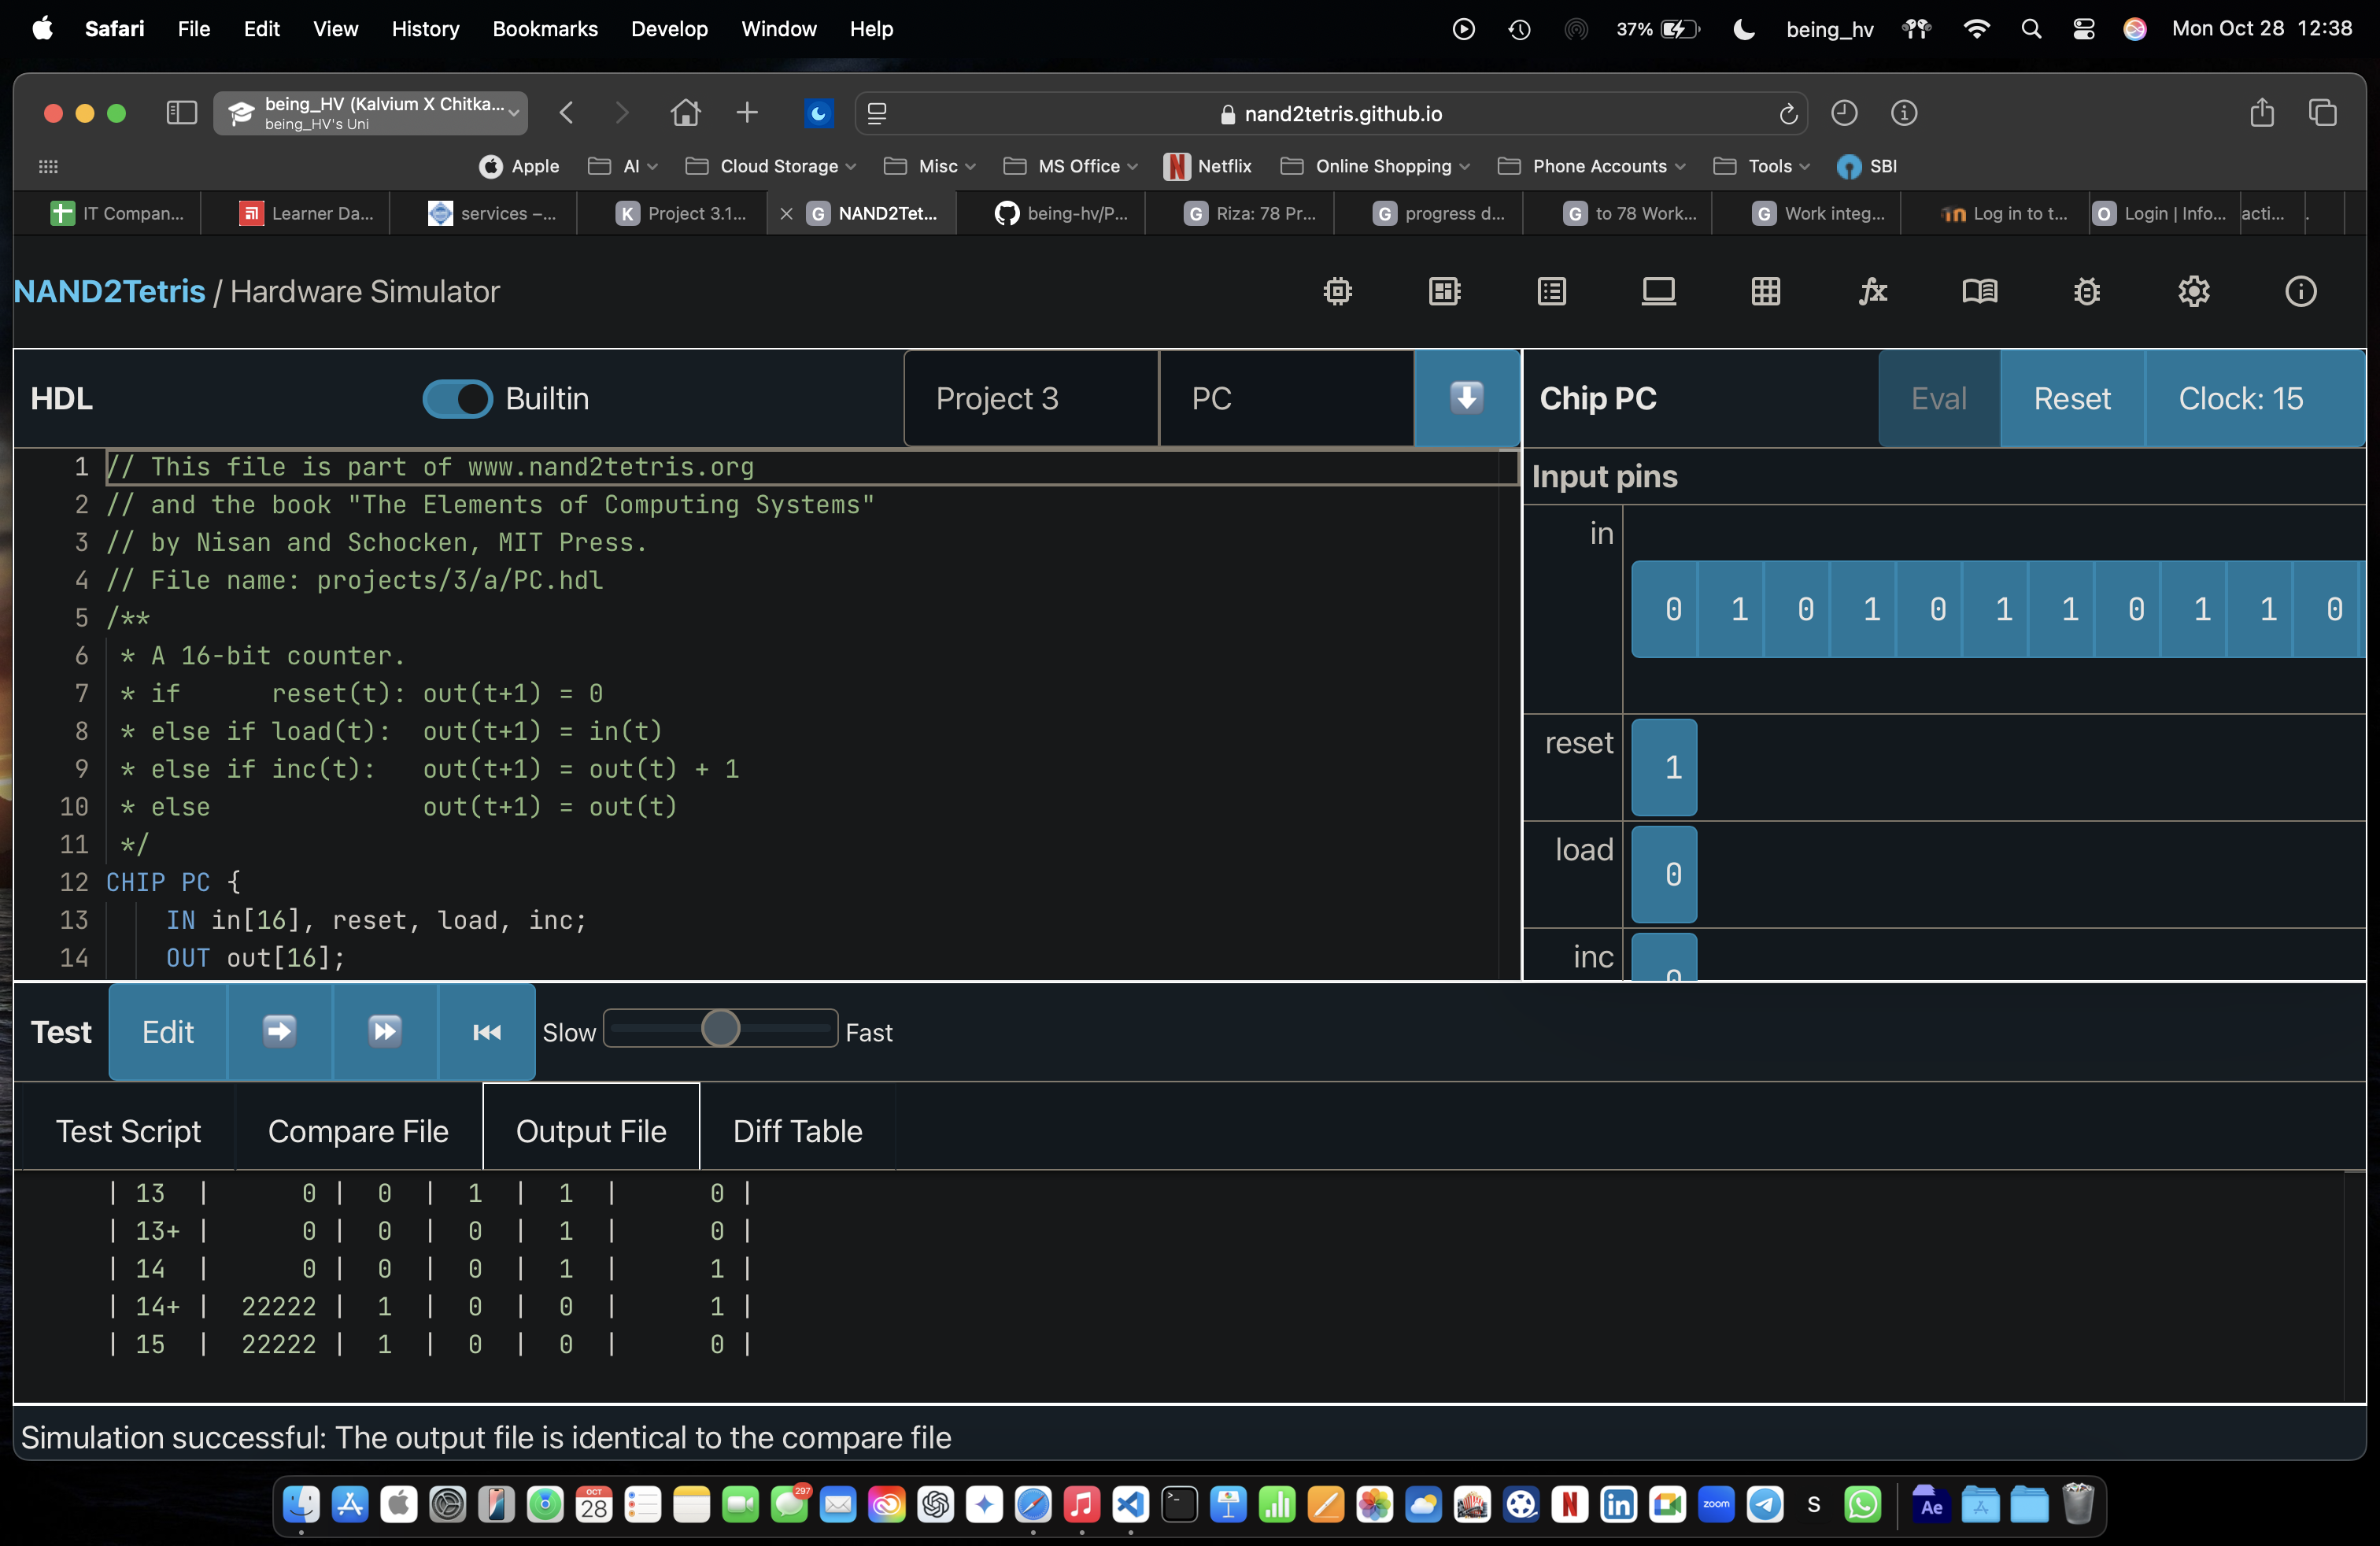 Safari File Edit View History Bookmarks Develop Window Help 37% being_hv Mon Oct 28 12:38
being_HV (Kalvium X Chitka...
being_HV's Uni
nand2tetris.github.io
Apple AI Cloud Storage Misc MS Office Netflix Online Shopping Phone Accounts Tools SBI
IT Compan... Learner Da... services –... Project 3.1... NAND2Tet... being-hv/P... Riza: 78 Pr... progress d... to 78 Work... Work integ... Log in to t... Login | Info... acti... .
NAND2Tetris / Hardware Simulator
HDL Builtin Project 3 PC
Chip PC Eval Reset Clock: 15
1 // This file is part of www.nand2tetris.org
2 // and the book "The Elements of Computing Systems"
3 // by Nisan and Schocken, MIT Press.
4 // File name: projects/3/a/PC.hdl
5 /**
6 * A 16-bit counter.
7 * if reset(t): out(t+1) = 0
8 * else if load(t): out(t+1) = in(t)
9 * else if inc(t): out(t+1) = out(t) + 1
10 * else out(t+1) = out(t)
11 */
12 CHIP PC {
13 IN in[16], reset, load, inc;
14 OUT out[16];
Input pins
in
0 1 0 1 0 1 1 0 1 1 0
reset 1
load 0
inc 0
Test Edit Slow Fast
Test Script Compare File Output File Diff Table
| 13 | 0 | 0 | 1 | 1 | 0 |
| 13+ | 0 | 0 | 0 | 1 | 0 |
| 14 | 0 | 0 | 0 | 1 | 1 |
| 14+ | 22222 | 1 | 0 | 0 | 1 |
| 15 | 22222 | 1 | 0 | 0 | 0 |
Simulation successful: The output file is identical to the compare file
OCT
28
297
zoom
S
Ae